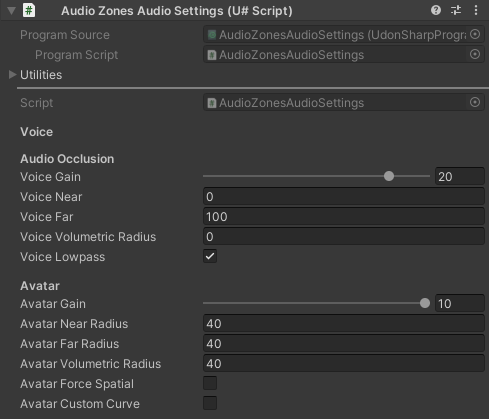 Audio Zones Audio Settings (U# Script)
Program Source AudioZonesAudioSettings (UdonSharpProgra
Program Script AudioZonesAudioSettings
Utilities
Script AudioZonesAudioSettings
Voice
Audio Occlusion
Voice Gain 20
Voice Near 0
Voice Far 100
Voice Volumetric Radius 0
Voice Lowpass
Avatar
Avatar Gain 10
Avatar Near Radius 40
Avatar Far Radius 40
Avatar Volumetric Radius 40
Avatar Force Spatial
Avatar Custom Curve